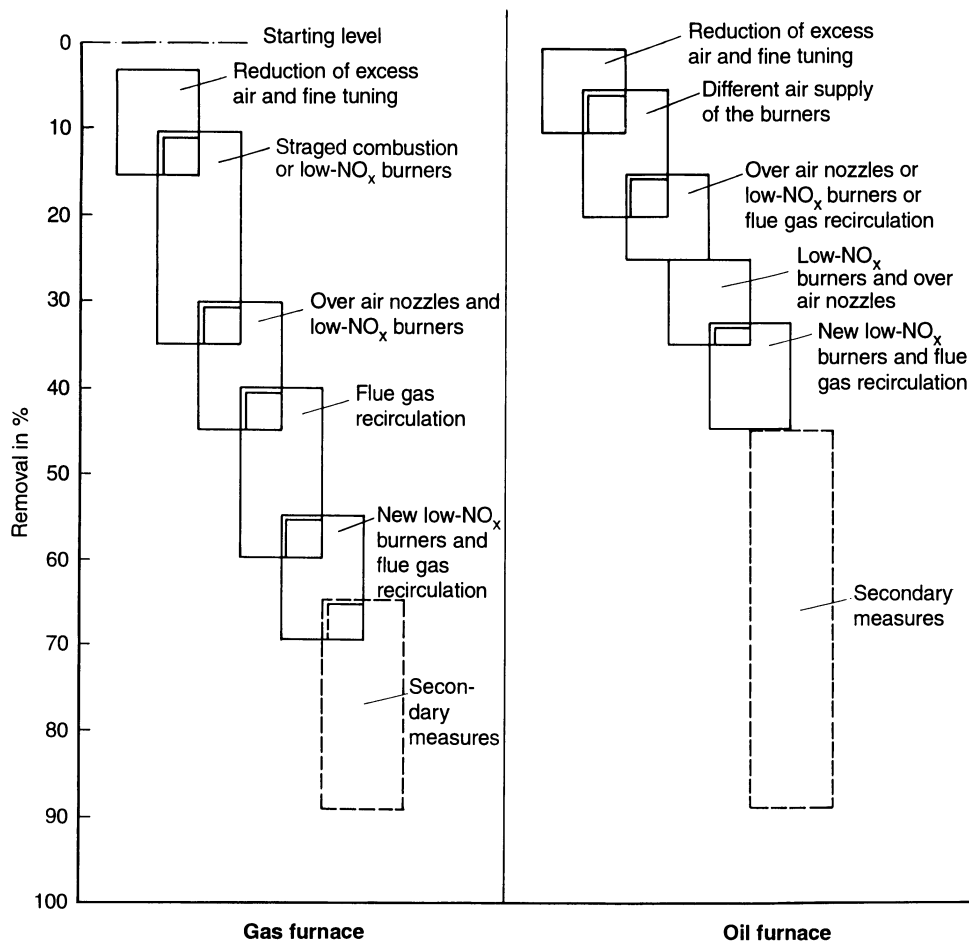 Removal in %
0
10
20
30
40
50
60
70
80
90
100
Starting level
Reduction of excess
air and fine tuning
Straged combustion
or low-NOₓ burners
Over air nozzles and
low-NOₓ burners
Flue gas
recirculation
New low-NOₓ
burners and
flue gas
recirculation
Secon-
dary
measures
Gas furnace
Reduction of excess
air and fine tuning
Different air supply
of the burners
Over air nozzles or
low-NOₓ burners or
flue gas recirculation
Low-NOₓ
burners and over
air nozzles
New low-NOₓ
burners and flue
gas recirculation
Secondary
measures
Oil furnace